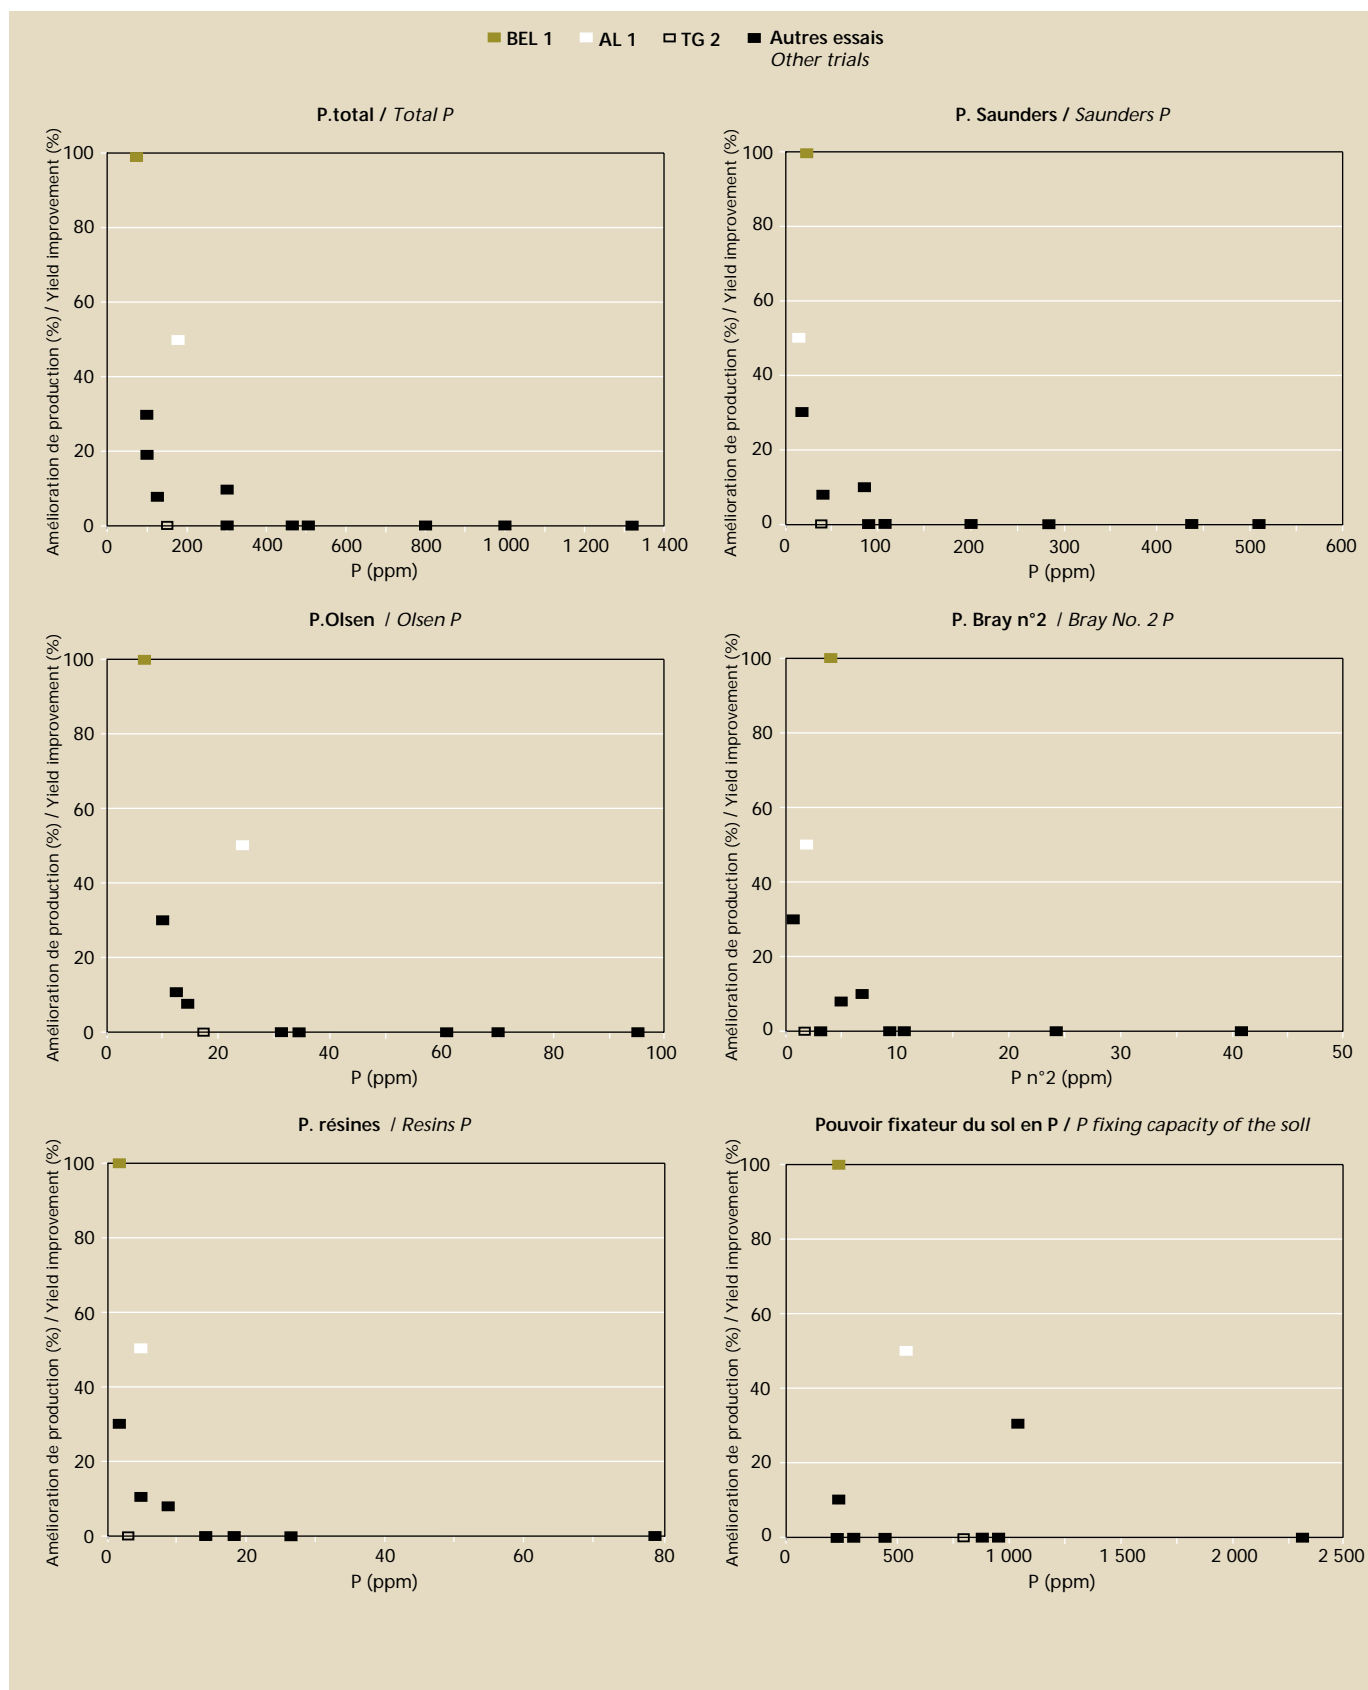 BEL 1 AL 1 TG 2 Autres essais
Other trials
P.total / Total P
Amélioration de production (%) / Yield improvement (%)
100
80
60
40
20
0
0 200 400 600 800 1 000 1 200 1 400
P (ppm)
P. Saunders / Saunders P
Amélioration de production (%) / Yield improvement (%)
100
80
60
40
20
0
0 100 200 300 400 500 600
P (ppm)
P.Olsen / Olsen P
Amélioration de production (%) / Yield improvement (%)
100
80
60
40
20
0
0 20 40 60 80 100
P (ppm)
P. Bray n°2 / Bray No. 2 P
Amélioration de production (%) / Yield improvement (%)
100
80
60
40
20
0
0 10 20 30 40 50
P n°2 (ppm)
P. résines / Resins P
Amélioration de production (%) / Yield improvement (%)
100
80
60
40
20
0
0 20 40 60 80
P (ppm)
Pouvoir fixateur du sol en P / P fixing capacity of the soll
Amélioration de production (%) / Yield improvement (%)
100
80
60
40
20
0
0 500 1 000 1 500 2 000 2 500
P (ppm)